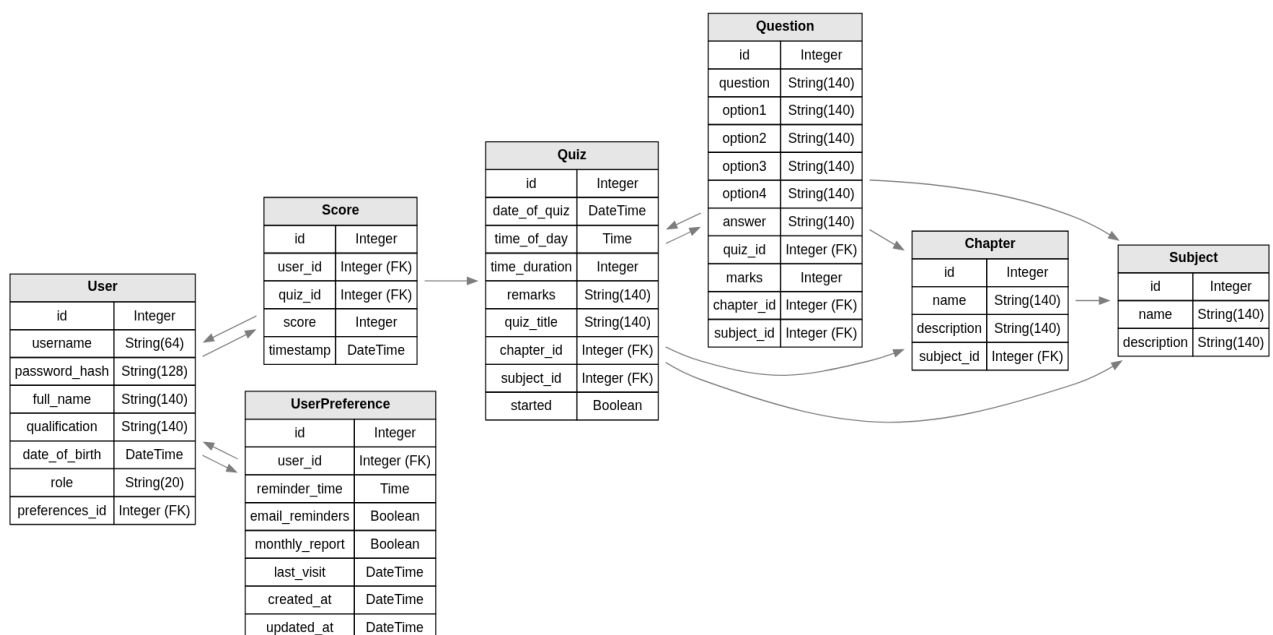 User
id Integer
username String(64)
password_hash String(128)
full_name String(140)
qualification String(140)
date_of_birth DateTime
role String(20)
preferences_id Integer (FK)
Score
id Integer
user_id Integer (FK)
quiz_id Integer (FK)
score Integer
timestamp DateTime
UserPreference
id Integer
user_id Integer (FK)
reminder_time Time
email_reminders Boolean
monthly_report Boolean
last_visit DateTime
created_at DateTime
updated_at DateTime
Quiz
id Integer
date_of_quiz DateTime
time_of_day Time
time_duration Integer
remarks String(140)
quiz_title String(140)
chapter_id Integer (FK)
subject_id Integer (FK)
started Boolean
Question
id Integer
question String(140)
option1 String(140)
option2 String(140)
option3 String(140)
option4 String(140)
answer String(140)
quiz_id Integer (FK)
marks Integer
chapter_id Integer (FK)
subject_id Integer (FK)
Chapter
id Integer
name String(140)
description String(140)
subject_id Integer (FK)
Subject
id Integer
name String(140)
description String(140)